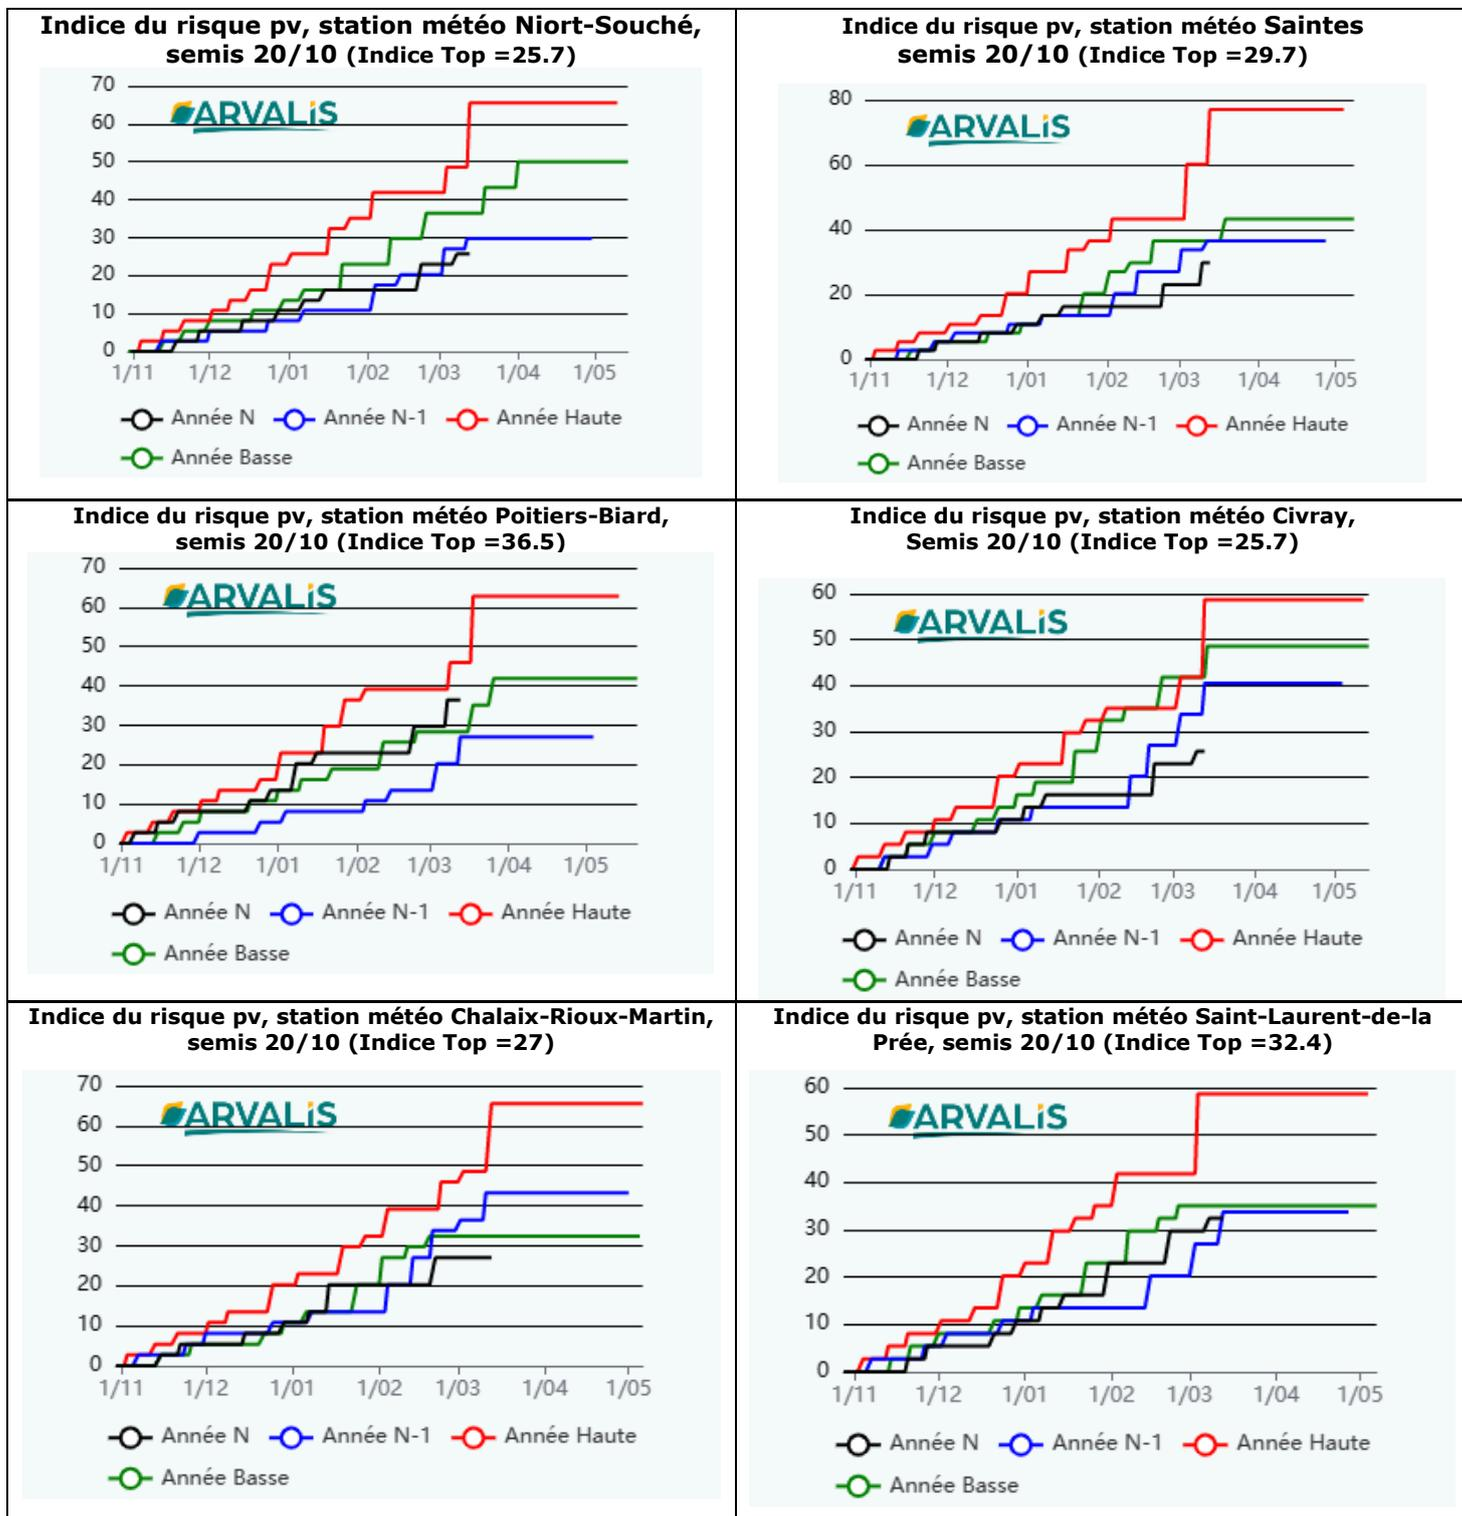 Indice du risque pv, station météo Niort-Souché,
semis 20/10 (Indice Top =25.7)
ARVALiS
70
60
50
40
30
20
10
0
1/11 1/12 1/01 1/02 1/03 1/04 1/05
Année N Année N-1 Année Haute
Année Basse
Indice du risque pv, station météo Saintes
semis 20/10 (Indice Top =29.7)
ARVALiS
80
60
40
20
0
1/11 1/12 1/01 1/02 1/03 1/04 1/05
Année N Année N-1 Année Haute
Année Basse
Indice du risque pv, station météo Poitiers-Biard,
semis 20/10 (Indice Top =36.5)
ARVALiS
70
60
50
40
30
20
10
0
1/11 1/12 1/01 1/02 1/03 1/04 1/05
Année N Année N-1 Année Haute
Année Basse
Indice du risque pv, station météo Civray,
Semis 20/10 (Indice Top =25.7)
ARVALiS
60
50
40
30
20
10
0
1/11 1/12 1/01 1/02 1/03 1/04 1/05
Année N Année N-1 Année Haute
Année Basse
Indice du risque pv, station météo Chalaix-Rioux-Martin,
semis 20/10 (Indice Top =27)
ARVALiS
70
60
50
40
30
20
10
0
1/11 1/12 1/01 1/02 1/03 1/04 1/05
Année N Année N-1 Année Haute
Année Basse
Indice du risque pv, station météo Saint-Laurent-de-la
Prée, semis 20/10 (Indice Top =32.4)
ARVALiS
60
50
40
30
20
10
0
1/11 1/12 1/01 1/02 1/03 1/04 1/05
Année N Année N-1 Année Haute
Année Basse